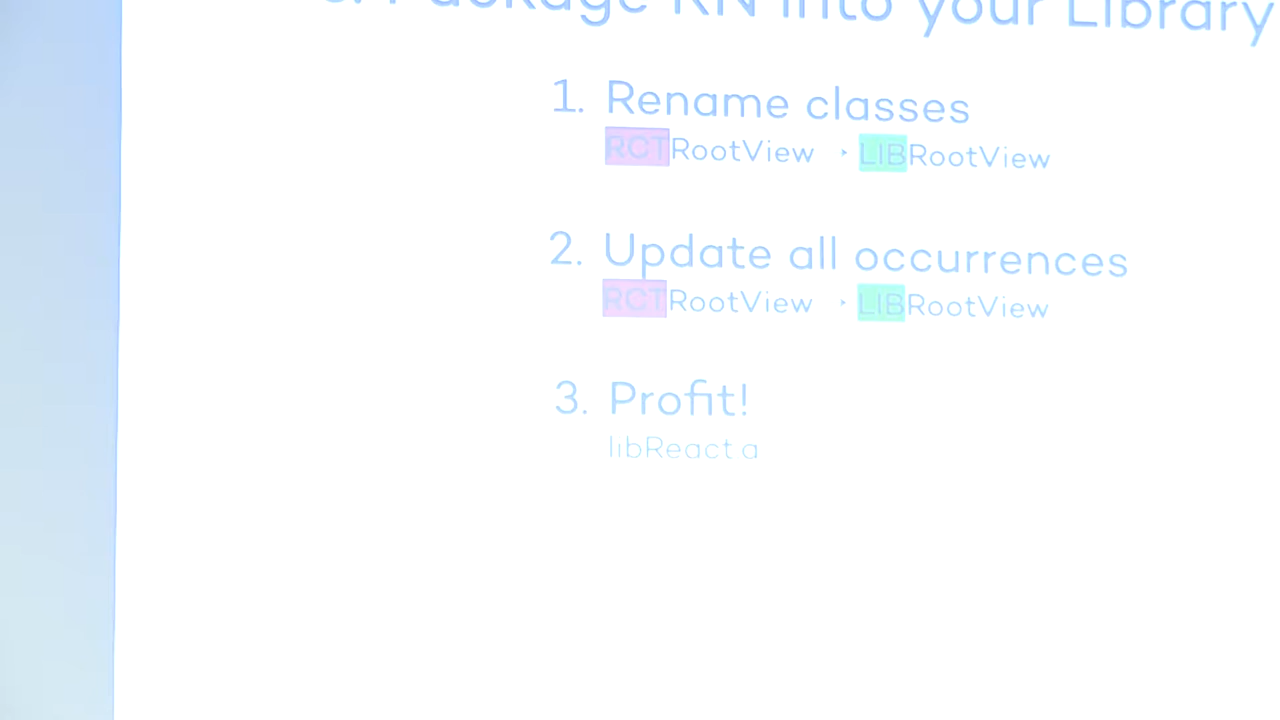 Package RN into your Library
1. Rename classes
RCTRootView ‣ LIBRootView
2. Update all occurrences
RCTRootView ‣ LIBRootView
3. Profit!
libReact a